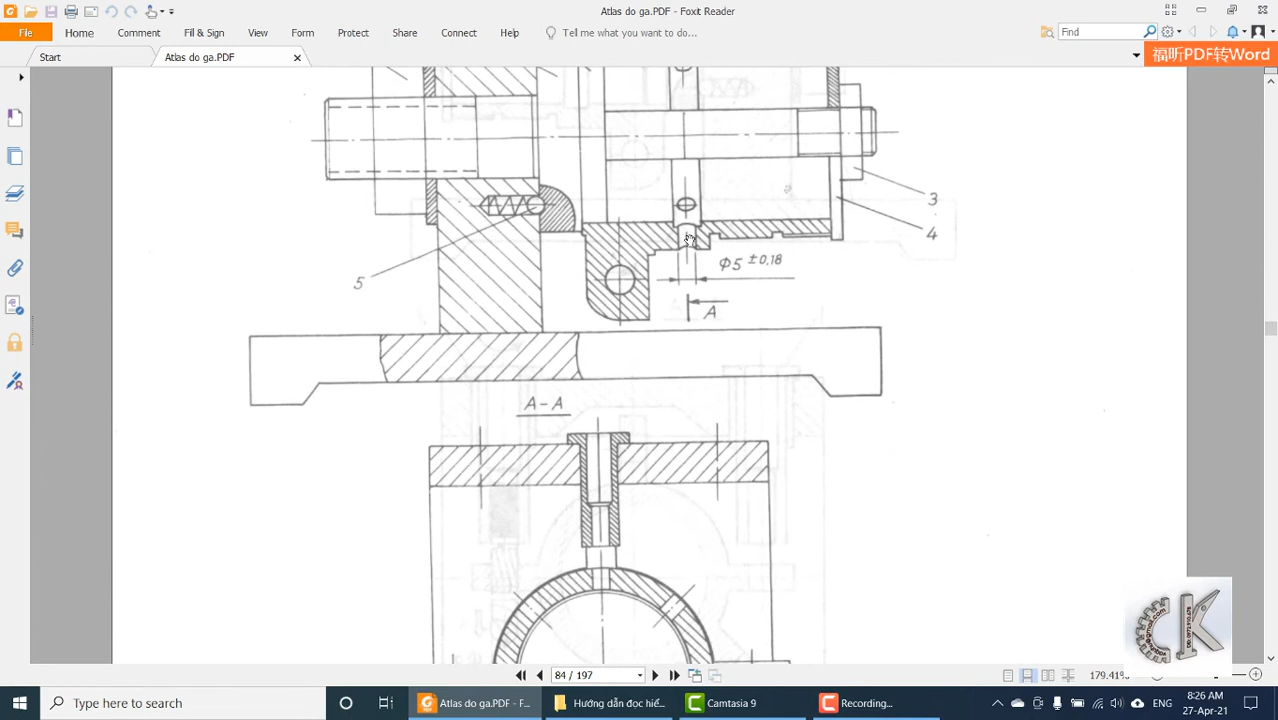 Atlas do ga.PDF - Foxit Reader
File Home Comment Fill & Sign View Form Protect Share Connect Help Tell me what you want to do... Find
Start Atlas do ga.PDF
福昕PDF转Word
3
4
5
Φ5 ±0.18
A
A-A
84 / 197
179.41%
Type here to search
Atlas do ga.PDF - F...
Hướng dẫn đọc hiể...
Camtasia 9
Recording...
ENG
8:26 AM
27-Apr-21